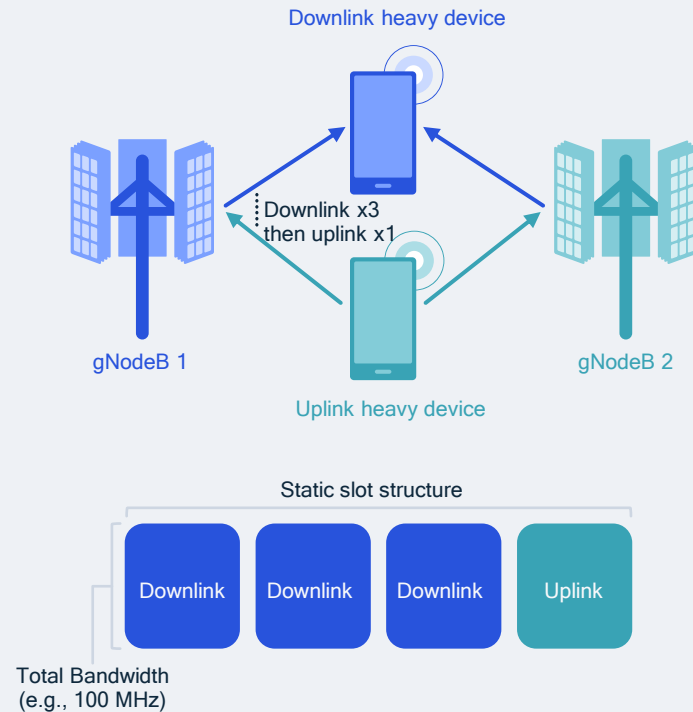 Downlink heavy device
Downlink x3
then uplink x1
gNodeB 1
gNodeB 2
Uplink heavy device
Static slot structure
Downlink
Downlink
Downlink
Uplink
Total Bandwidth
(e.g., 100 MHz)